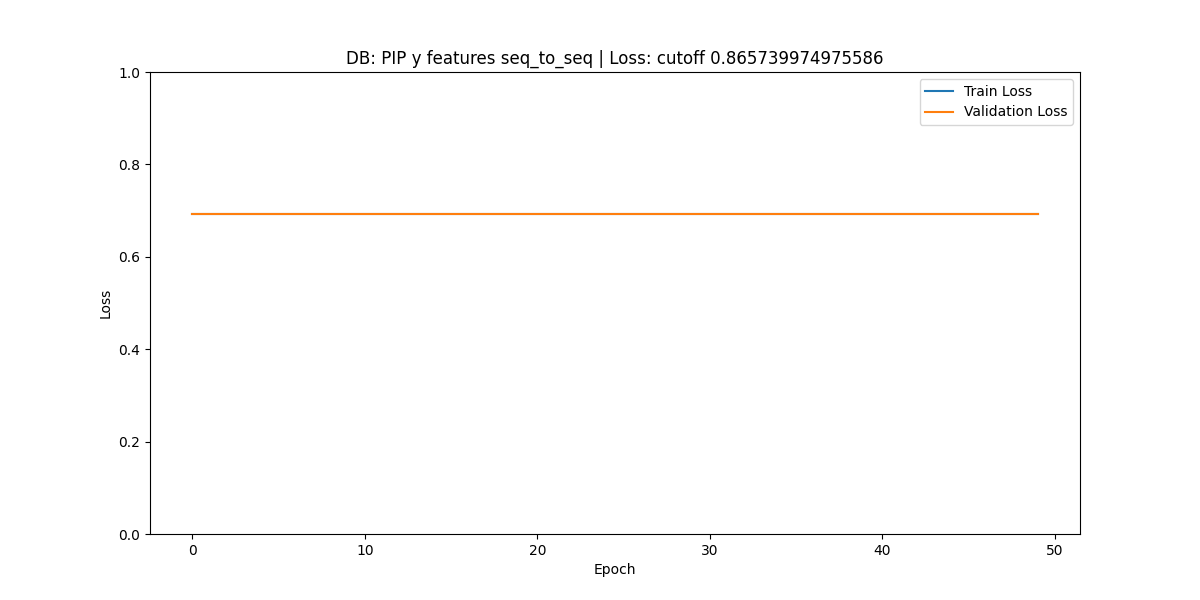 DB: PIP y features seq_to_seq | Loss: cutoff 0.865739974975586
Train Loss
Validation Loss
1.0
0.8
0.6
0.4
0.2
0.0
Loss
0 10 20 30 40 50
Epoch